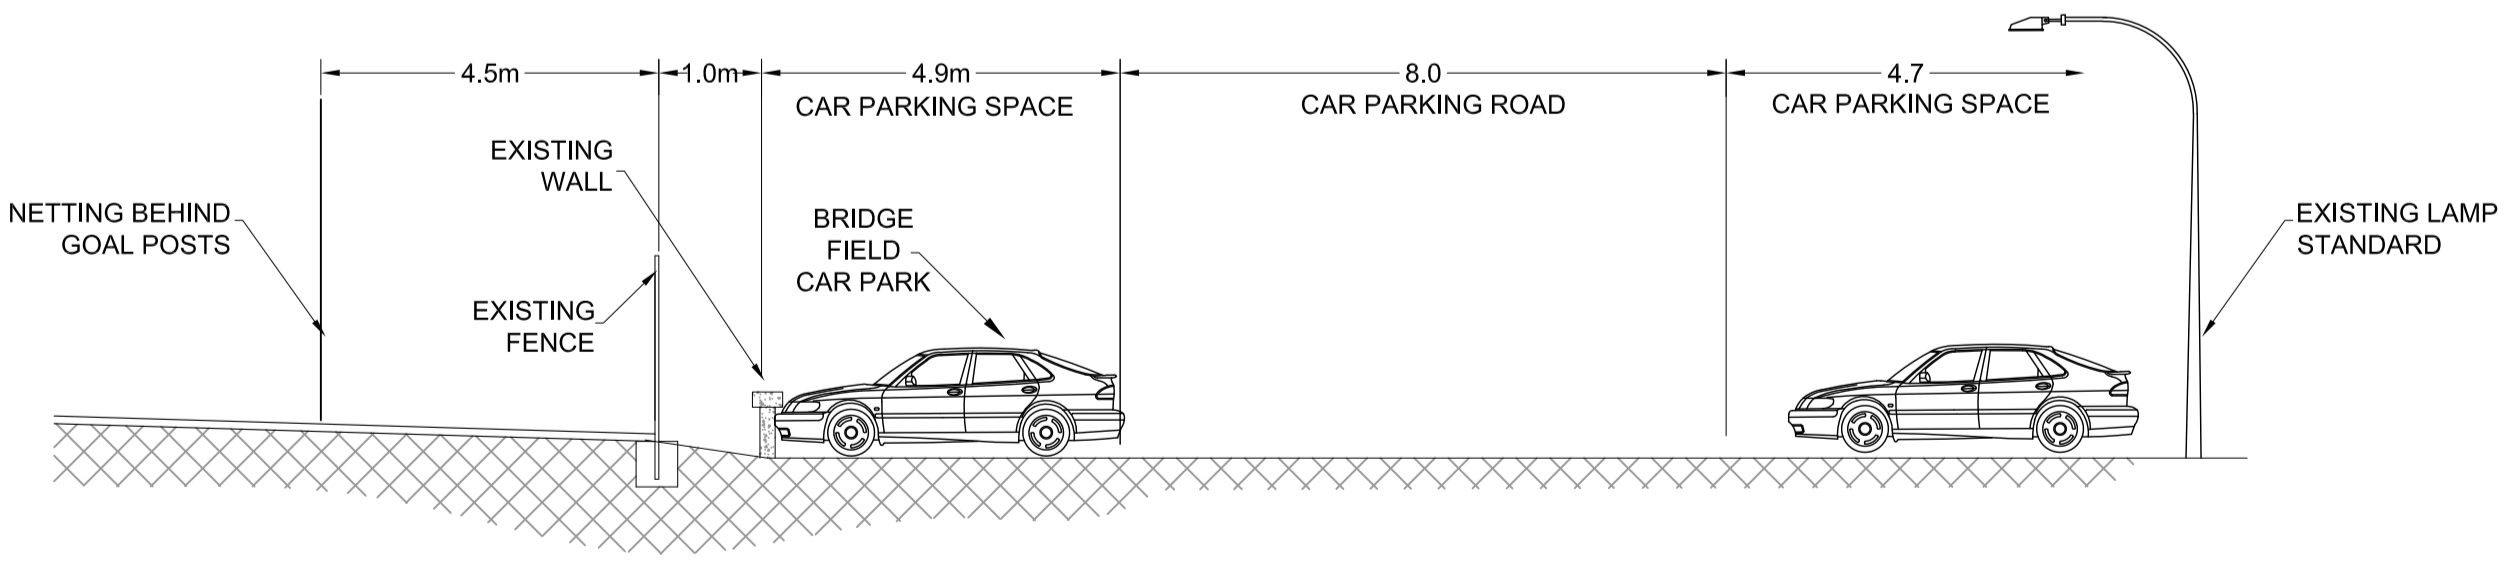 4.5m
1.0m
4.9m
8.0
4.7
CAR PARKING SPACE
CAR PARKING ROAD
CAR PARKING SPACE
EXISTING
WALL
NETTING BEHIND
GOAL POSTS
BRIDGE
FIELD
CAR PARK
EXISTING LAMP
STANDARD
EXISTING
FENCE